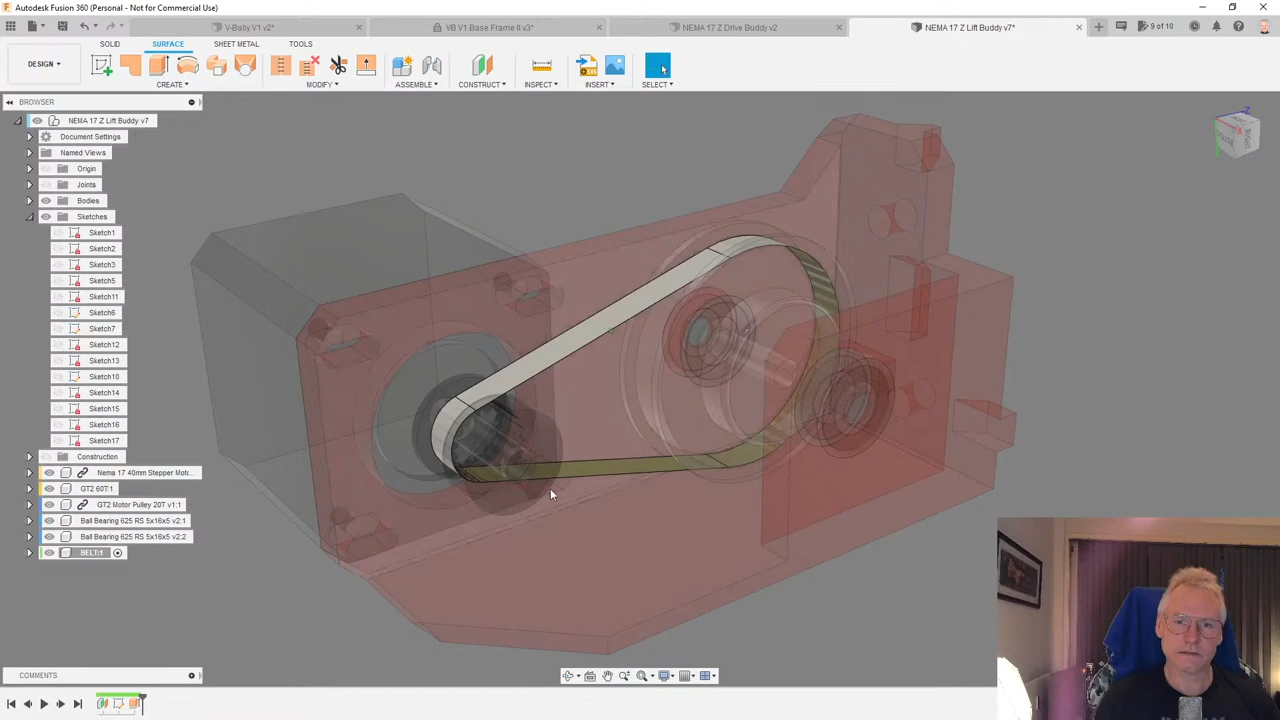 Autodesk Fusion 360 (Personal - Not for Commercial Use)
V-Baby V1 v2*
VB V1 Base Frame II v3*
NEMA 17 Z Drive Buddy v2
NEMA 17 Z Lift Buddy v7*
9 of 10
SOLID
SURFACE
SHEET METAL
TOOLS
DESIGN
CREATE
MODIFY
ASSEMBLE
CONSTRUCT
INSPECT
INSERT
SELECT
BROWSER
NEMA 17 Z Lift Buddy v7
Document Settings
Named Views
Origin
Joints
Bodies
Sketches
Sketch1
Sketch2
Sketch3
Sketch5
Sketch11
Sketch6
Sketch7
Sketch12
Sketch13
Sketch10
Sketch14
Sketch15
Sketch16
Sketch17
Construction
Nema 17 40mm Stepper Mot...
GT2 60T:1
GT2 Motor Pulley 20T v1:1
Ball Bearing 625 RS 5x16x5 v2:1
Ball Bearing 625 RS 5x16x5 v2:2
BELT:1
COMMENTS
Z
X
RIGHT